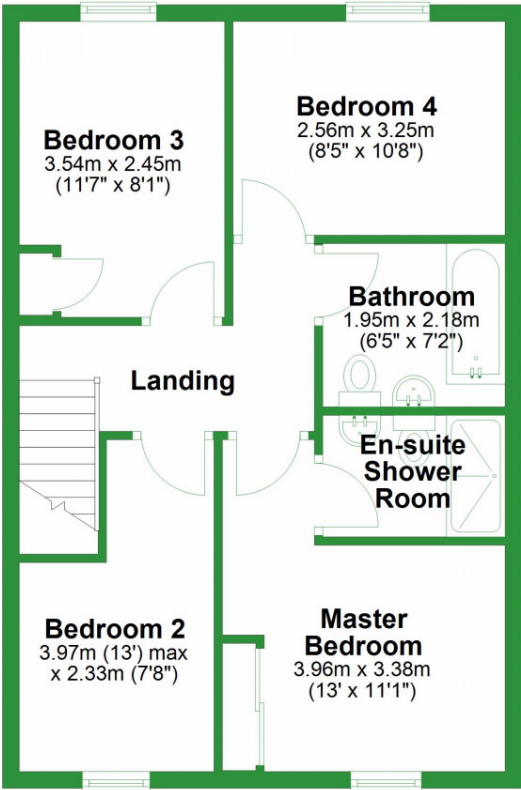 Bedroom 3
3.54m x 2.45m
(11'7" x 8'1")
Bedroom 4
2.56m x 3.25m
(8'5" x 10'8")
Bathroom
1.95m x 2.18m
(6'5" x 7'2")
Landing
En-suite
Shower
Room
Bedroom 2
3.97m (13') max
x 2.33m (7'8")
Master
Bedroom
3.96m x 3.38m
(13' x 11'1")